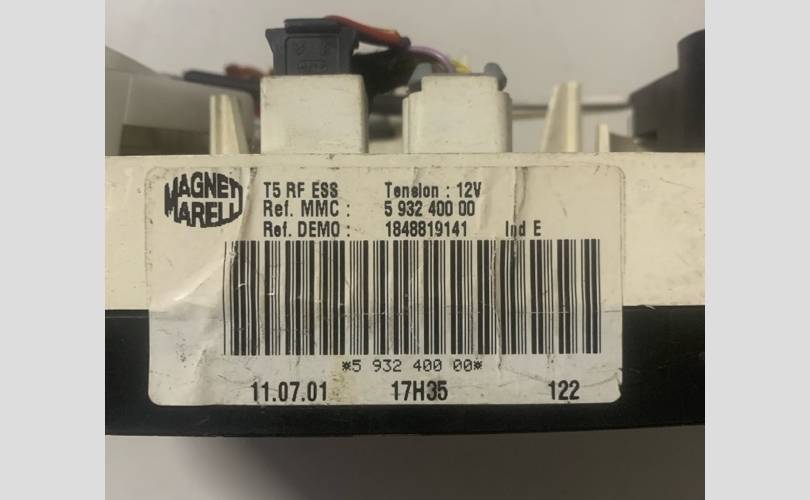 MAGNETI
MARELLI
T5 RF ESS Tension : 12V
Ref. MMC : 5 932 400 00
Ref. DEMO : 1848819141 Ind E
*5 932 400 00*
11.07.01 17H35 122